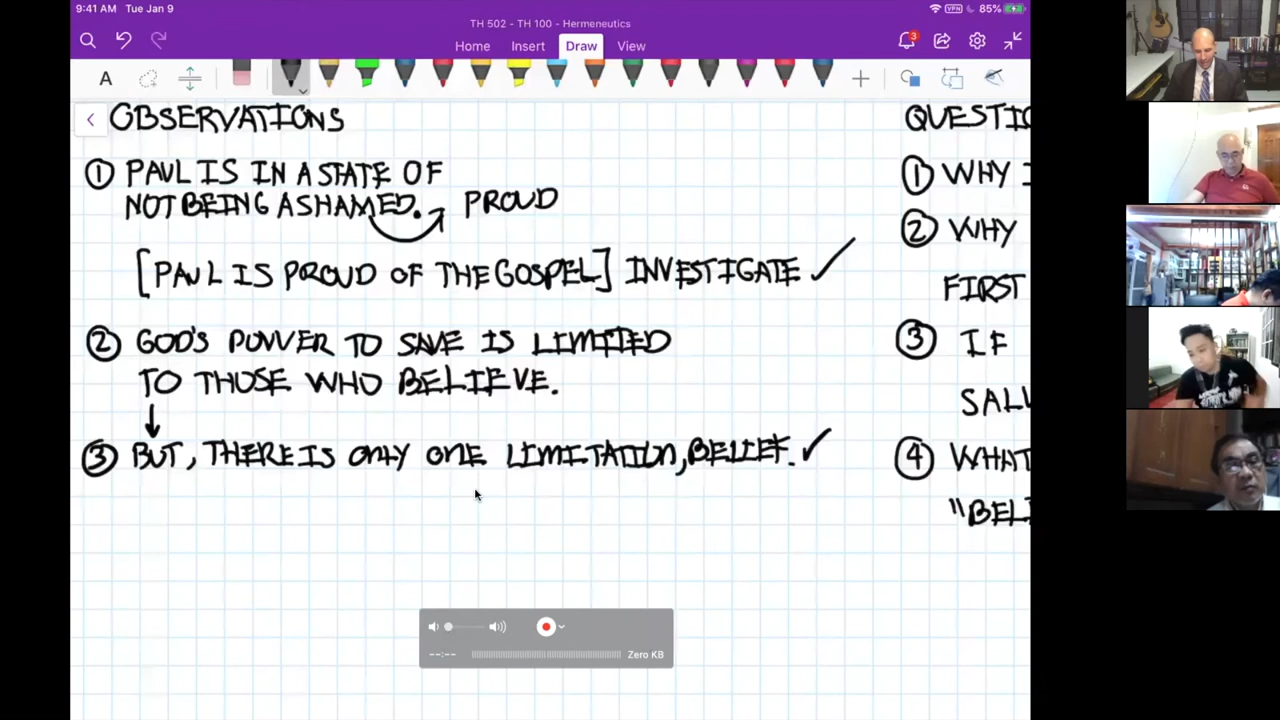 9:41 AM Tue Jan 9
VPN 85%
TH 502 - TH 100 - Hermeneutics
Home Insert Draw View
3
A
OBSERVATIONS
① PAUL IS IN A STATE OF
NOT BEING ASHAMED. PROUD
[PAUL IS PROUD OF THE GOSPEL] INVESTIGATE ✓
② GOD'S POWER TO SAVE IS LIMITED
TO THOSE WHO BELIEVE.
③ BUT, THERE IS ONLY ONE LIMITATION, BELIEF. ✓
QUESTIO
① WHY I
② WHY
FIRST
③ IF
SALV
④ WHAT
"BELI
--:-- Zero KB